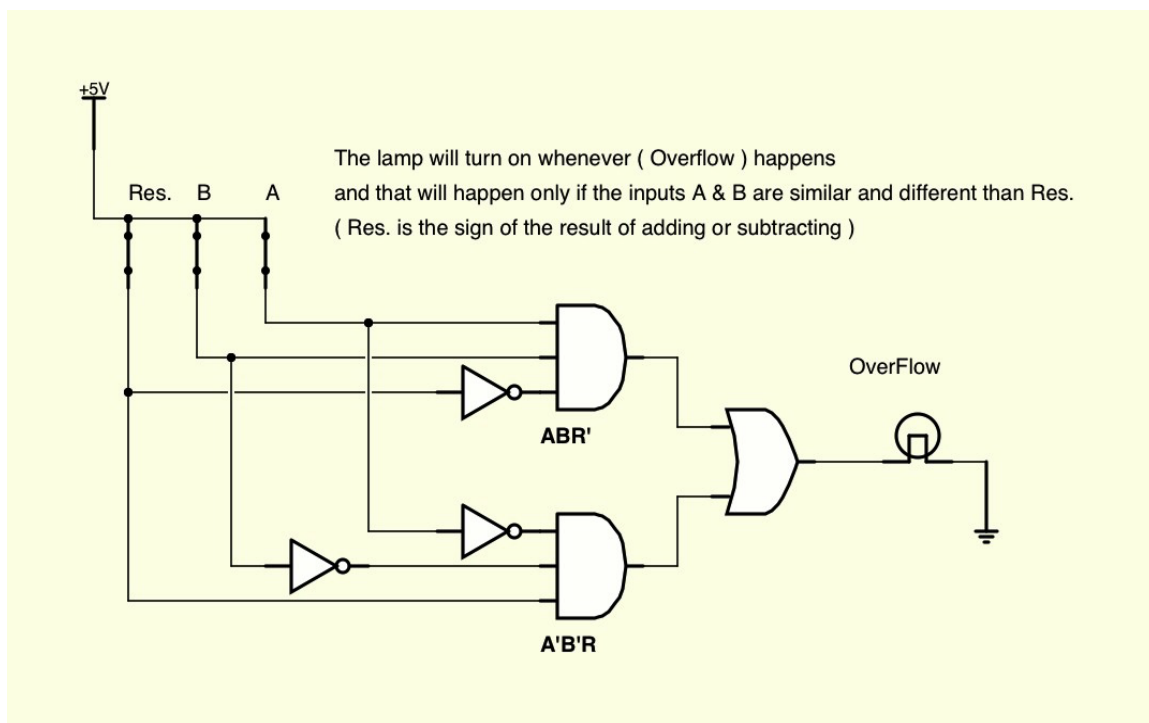 +5V
The lamp will turn on whenever ( Overflow ) happens
Res. B A
and that will happen only if the inputs A & B are similar and different than Res.
( Res. is the sign of the result of adding or subtracting )
OverFlow
ABR'
A'B'R